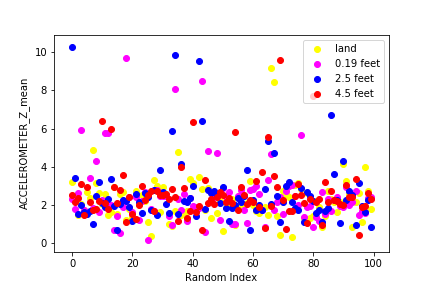 10
8
6
4
2
0
ACCELEROMETER_Z_mean
land
0.19 feet
2.5 feet
4.5 feet
0 20 40 60 80 100
Random Index